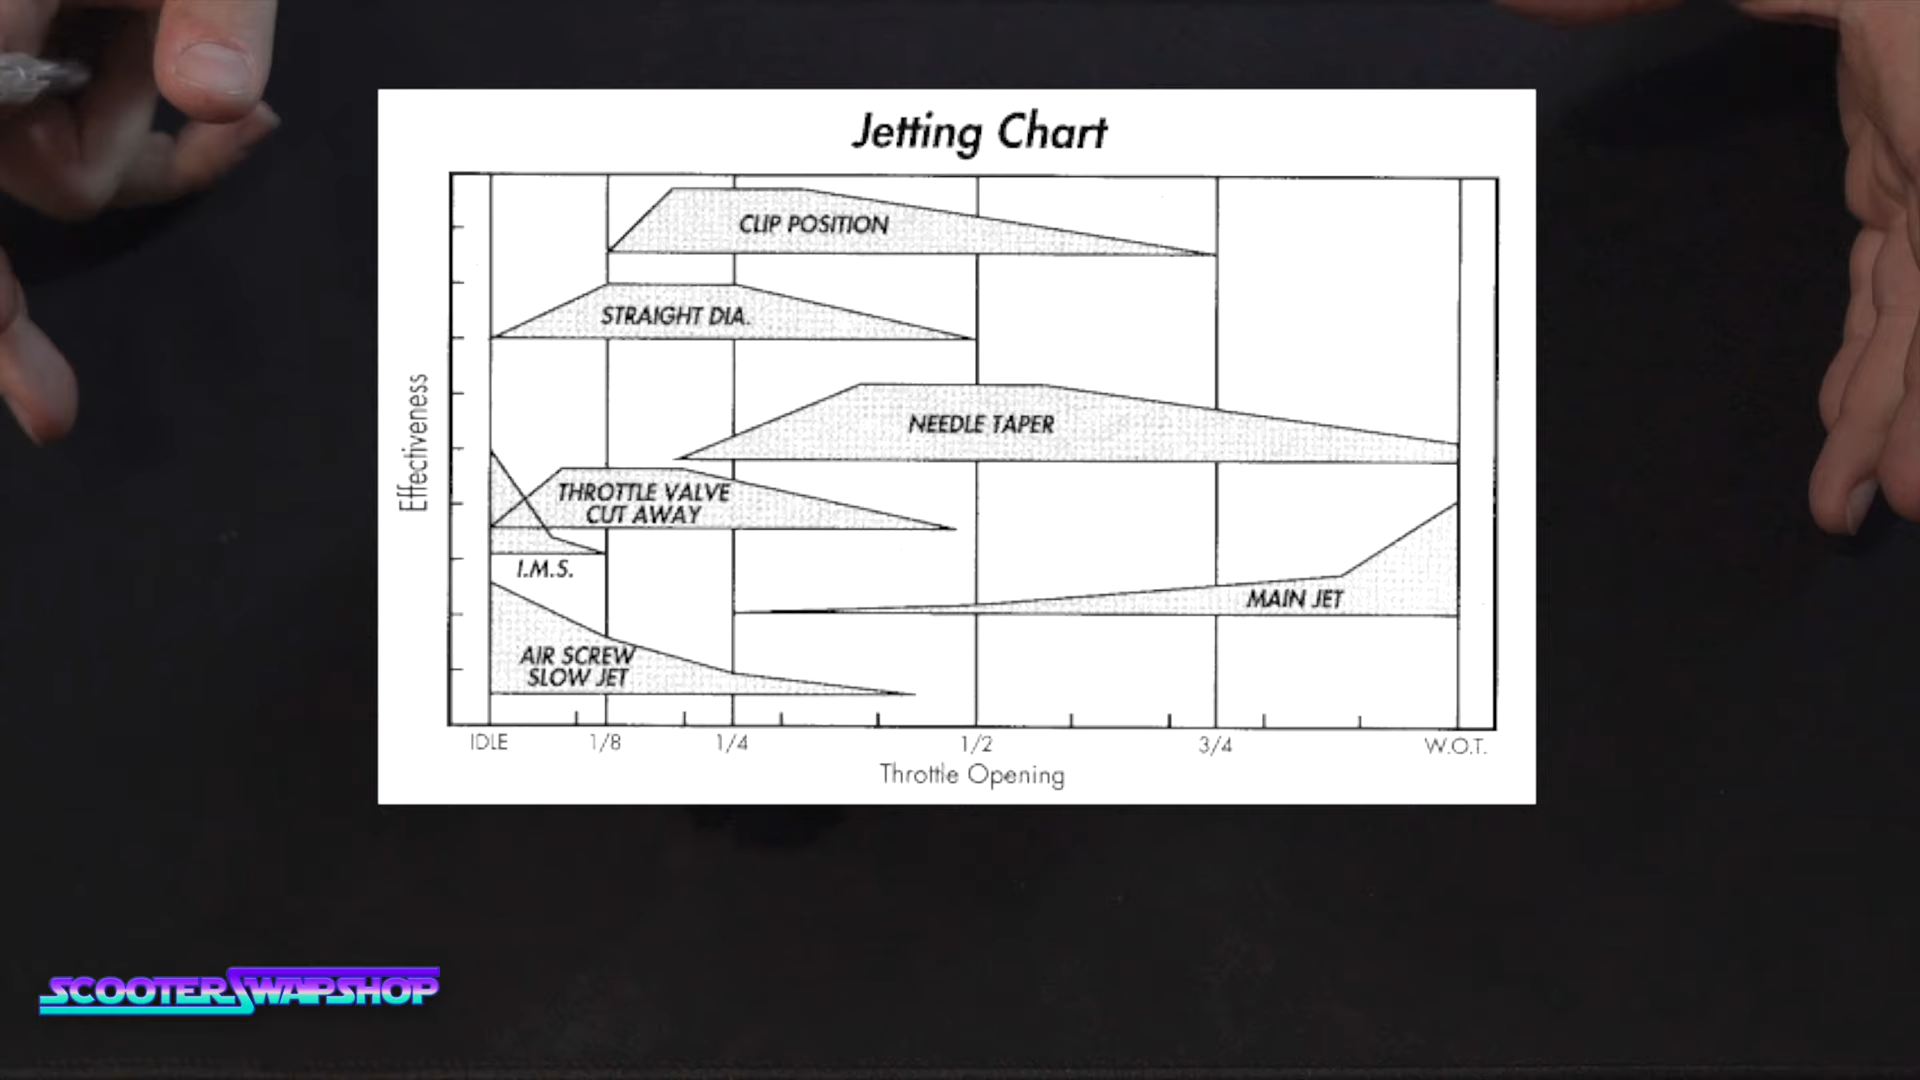 Jetting Chart
CLIP POSITION
STRAIGHT DIA.
NEEDLE TAPER
THROTTLE VALVE
CUT AWAY
I.M.S.
MAIN JET
AIR SCREW
SLOW JET
Effectiveness
IDLE 1/8 1/4 1/2 3/4 W.O.T.
Throttle Opening
SCOOTERSWAPSHOP